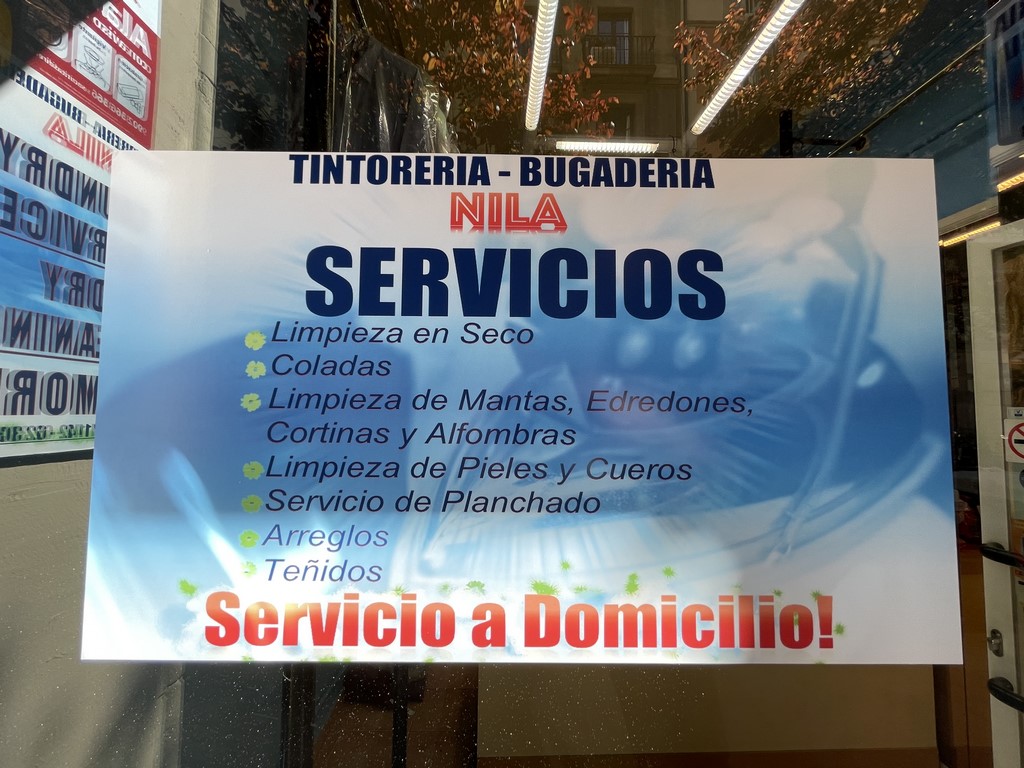 TINTORERIA - BUGADERIA
NILA
SERVICIOS
Limpieza en Seco
Coladas
Limpieza de Mantas, Edredones,
Cortinas y Alfombras
Limpieza de Pieles y Cueros
Servicio de Planchado
Arreglos
Teñidos
Servicio a Domicilio!